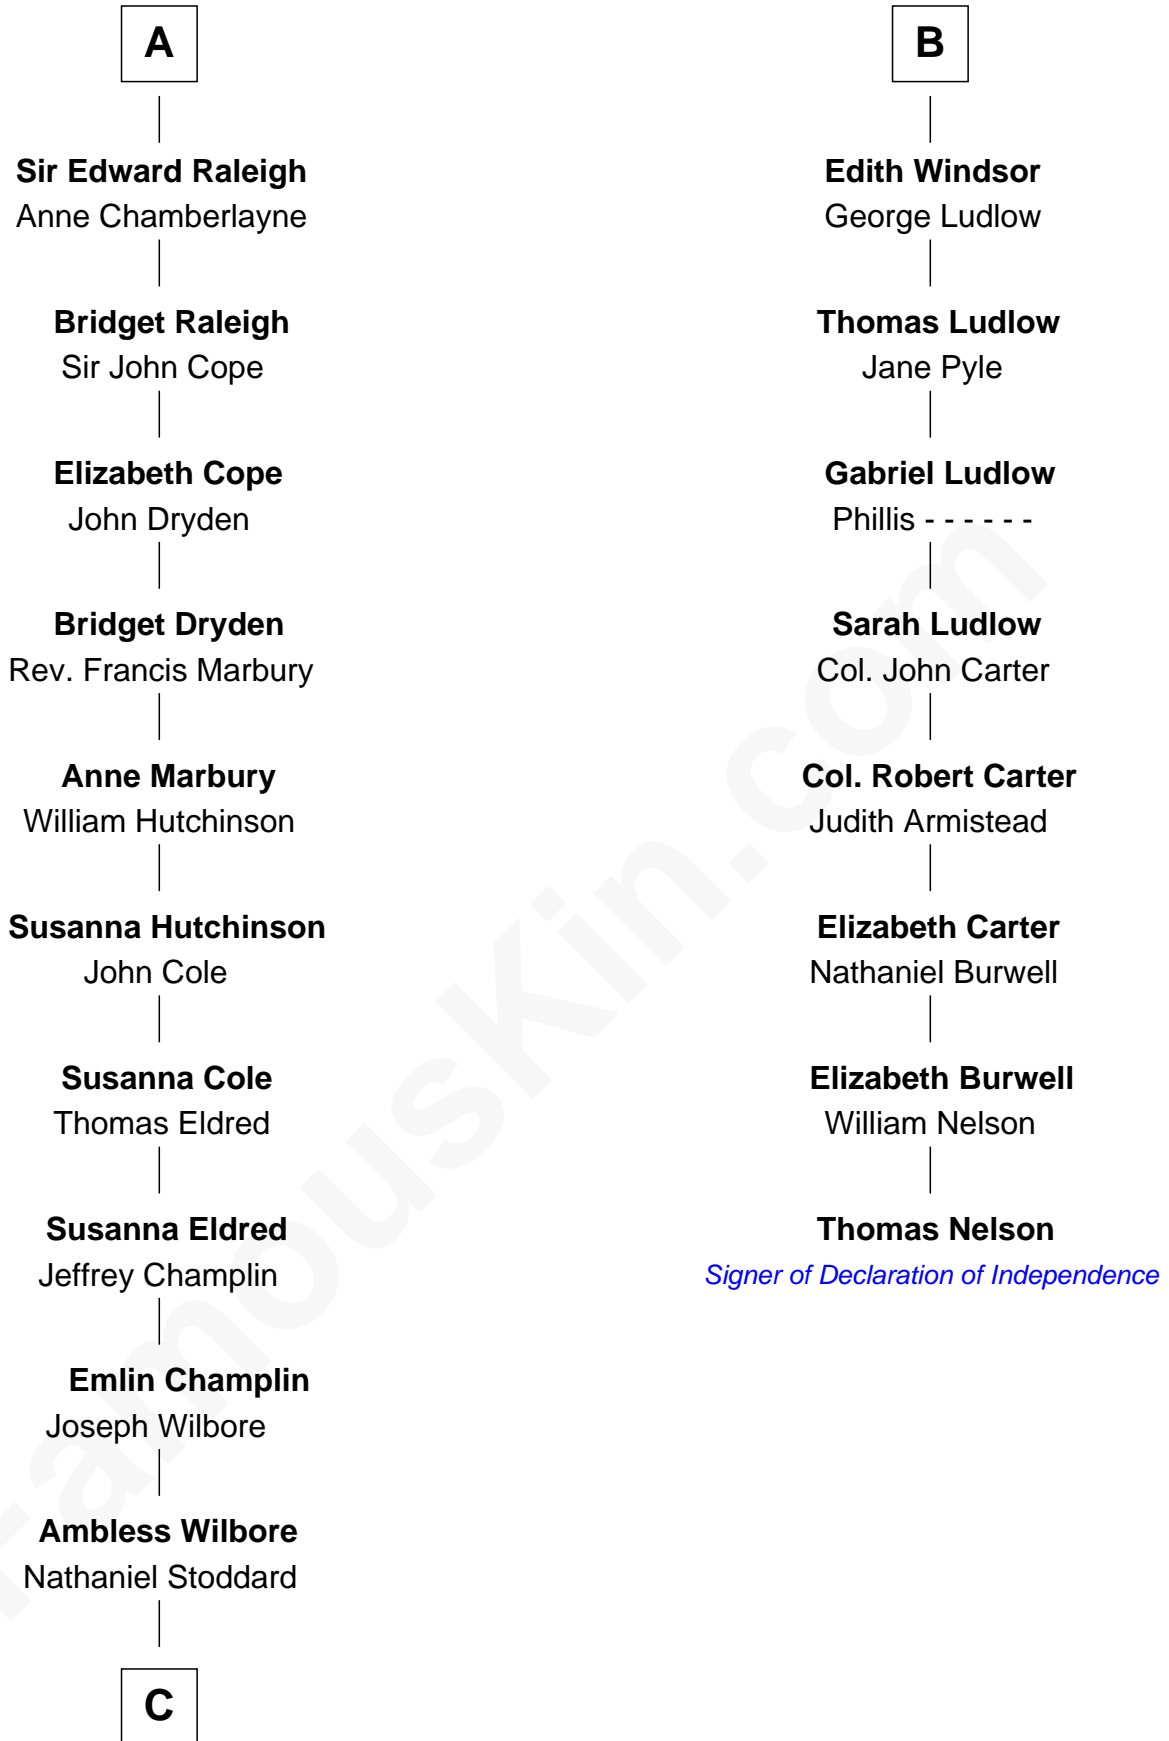 A
Sir Edward Raleigh
Anne Chamberlayne
Bridget Raleigh
Sir John Cope
Elizabeth Cope
John Dryden
Bridget Dryden
Rev. Francis Marbury
Anne Marbury
William Hutchinson
Susanna Hutchinson
John Cole
Susanna Cole
Thomas Eldred
Susanna Eldred
Jeffrey Champlin
Emlin Champlin
Joseph Wilbore
Ambless Wilbore
Nathaniel Stoddard
C
B
Edith Windsor
George Ludlow
Thomas Ludlow
Jane Pyle
Gabriel Ludlow
Phillis - - - - - -
Sarah Ludlow
Col. John Carter
Col. Robert Carter
Judith Armistead
Elizabeth Carter
Nathaniel Burwell
Elizabeth Burwell
William Nelson
Thomas Nelson
Signer of Declaration of Independence
FamousKin.com